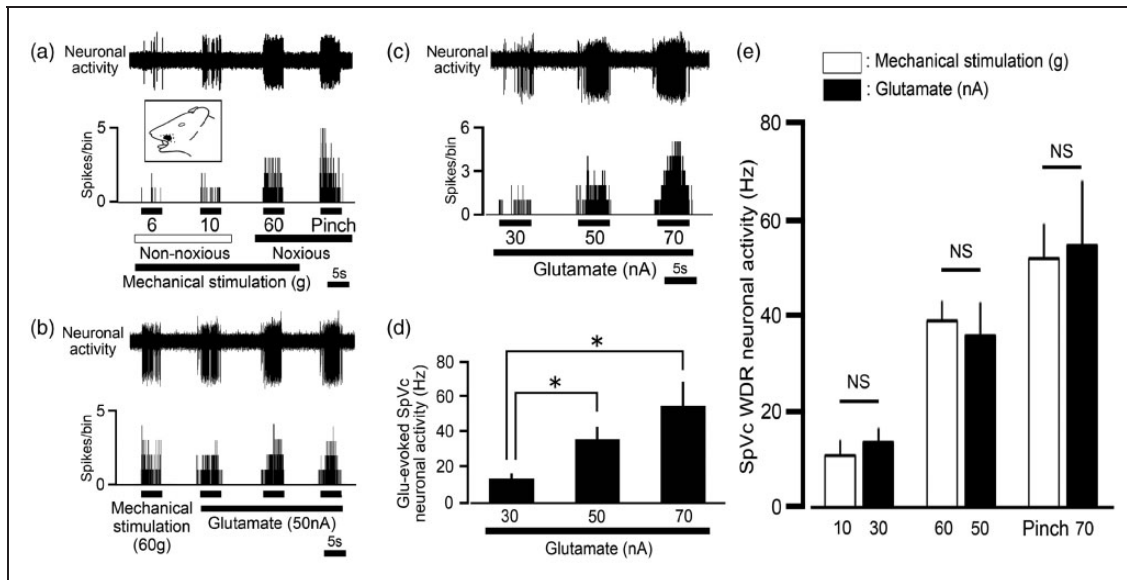 (a)
Neuronal
activity
Spikes/bin
5
0
6 10 60 Pinch
Non-noxious Noxious
Mechanical stimulation (g) 5s
(b)
Neuronal
activity
Spikes/bin
5
0
Mechanical
stimulation
(60g)
Glutamate (50nA)
5s
(c)
Neuronal
activity
Spikes/bin
6
3
0
30 50 70
Glutamate (nA) 5s
(d)
Glu-evoked SpVc
neuronal activity (Hz)
80
60
40
20
0
* *
30 50 70
Glutamate (nA)
(e)
: Mechanical stimulation (g)
: Glutamate (nA)
SpVc WDR neuronal activity (Hz)
80
60
40
20
0
NS NS NS
10 30 60 50 Pinch 70